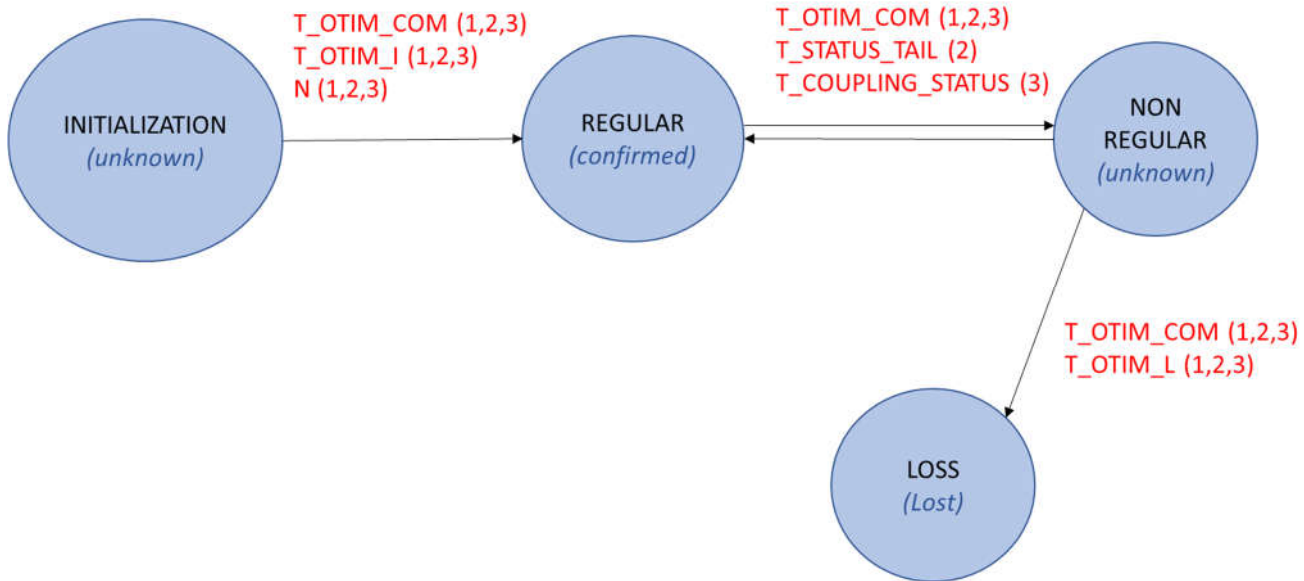 T_OTIM_COM (1,2,3)
T_OTIM_I (1,2,3)
N (1,2,3)
T_OTIM_COM (1,2,3)
T_STATUS_TAIL (2)
T_COUPLING_STATUS (3)
INITIALIZATION
(unknown)
REGULAR
(confirmed)
NON
REGULAR
(unknown)
T_OTIM_COM (1,2,3)
T_OTIM_L (1,2,3)
LOSS
(Lost)